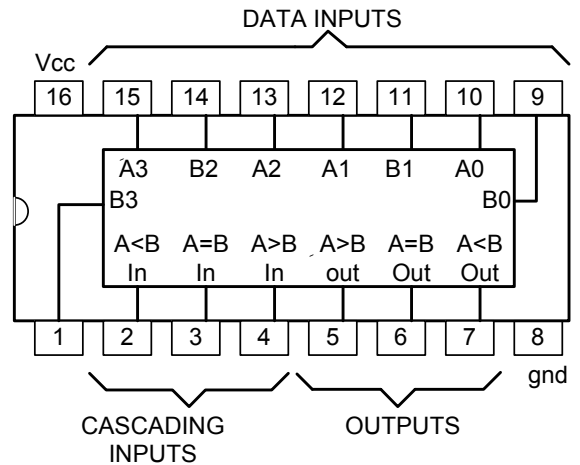 DATA INPUTS
Vcc
16 15 14 13 12 11 10 9
A3 B2 A2 A1 B1 A0
B3 B0
A<B A=B A>B A>B A=B A<B
In In In out Out Out
1 2 3 4 5 6 7 8
gnd
CASCADING OUTPUTS
INPUTS